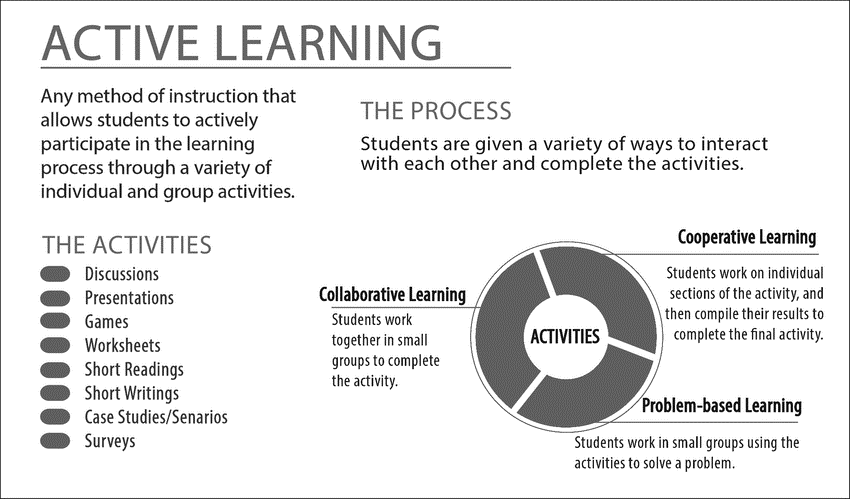 ACTIVE LEARNING
Any method of instruction that
allows students to actively
participate in the learning
process through a variety of
individual and group activities.
THE PROCESS
Students are given a variety of ways to interact
with each other and complete the activities.
THE ACTIVITIES
Discussions
Presentations
Games
Worksheets
Short Readings
Short Writings
Case Studies/Senarios
Surveys
Collaborative Learning
Students work
together in small
groups to complete
the activity.
ACTIVITIES
Cooperative Learning
Students work on individual
sections of the activity, and
then compile their results to
complete the final activity.
Problem-based Learning
Students work in small groups using the
activities to solve a problem.